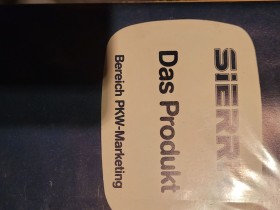 SIERR
Das Produkt
Bereich PKW-Marketing